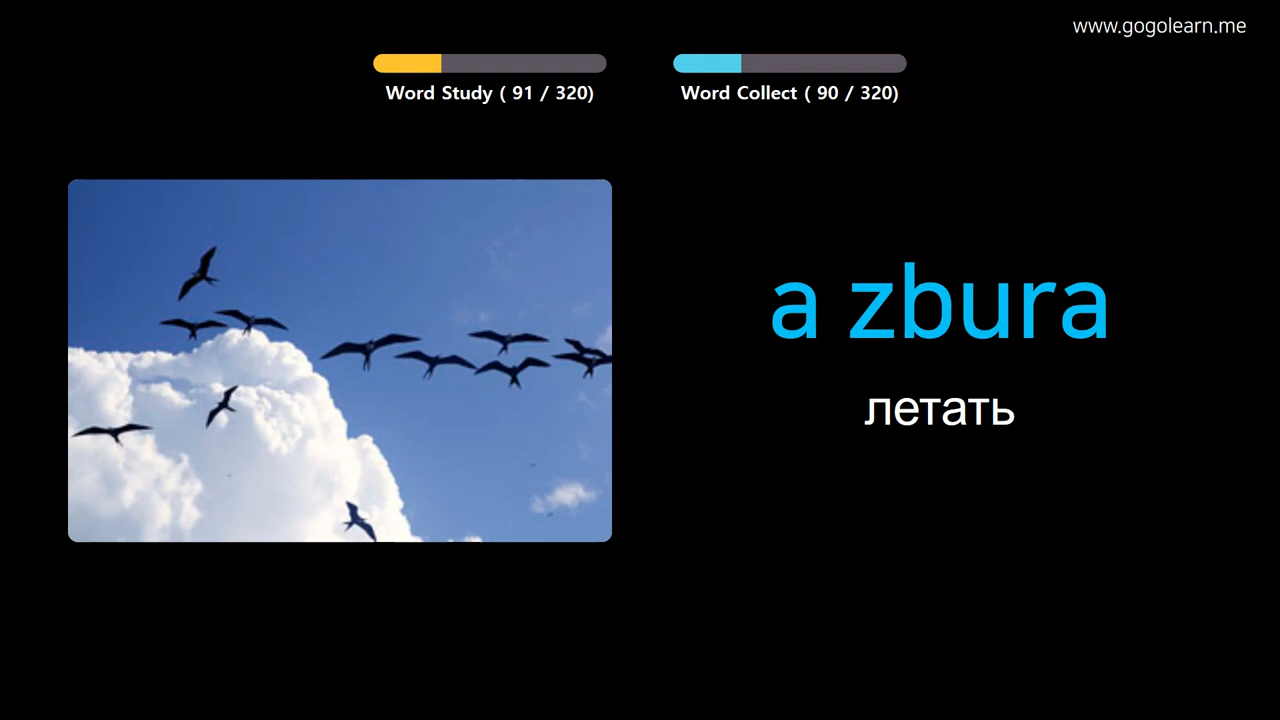 www.gogolearn.me
Word Study ( 91 / 320)
Word Collect ( 90 / 320)
a zbura
летать